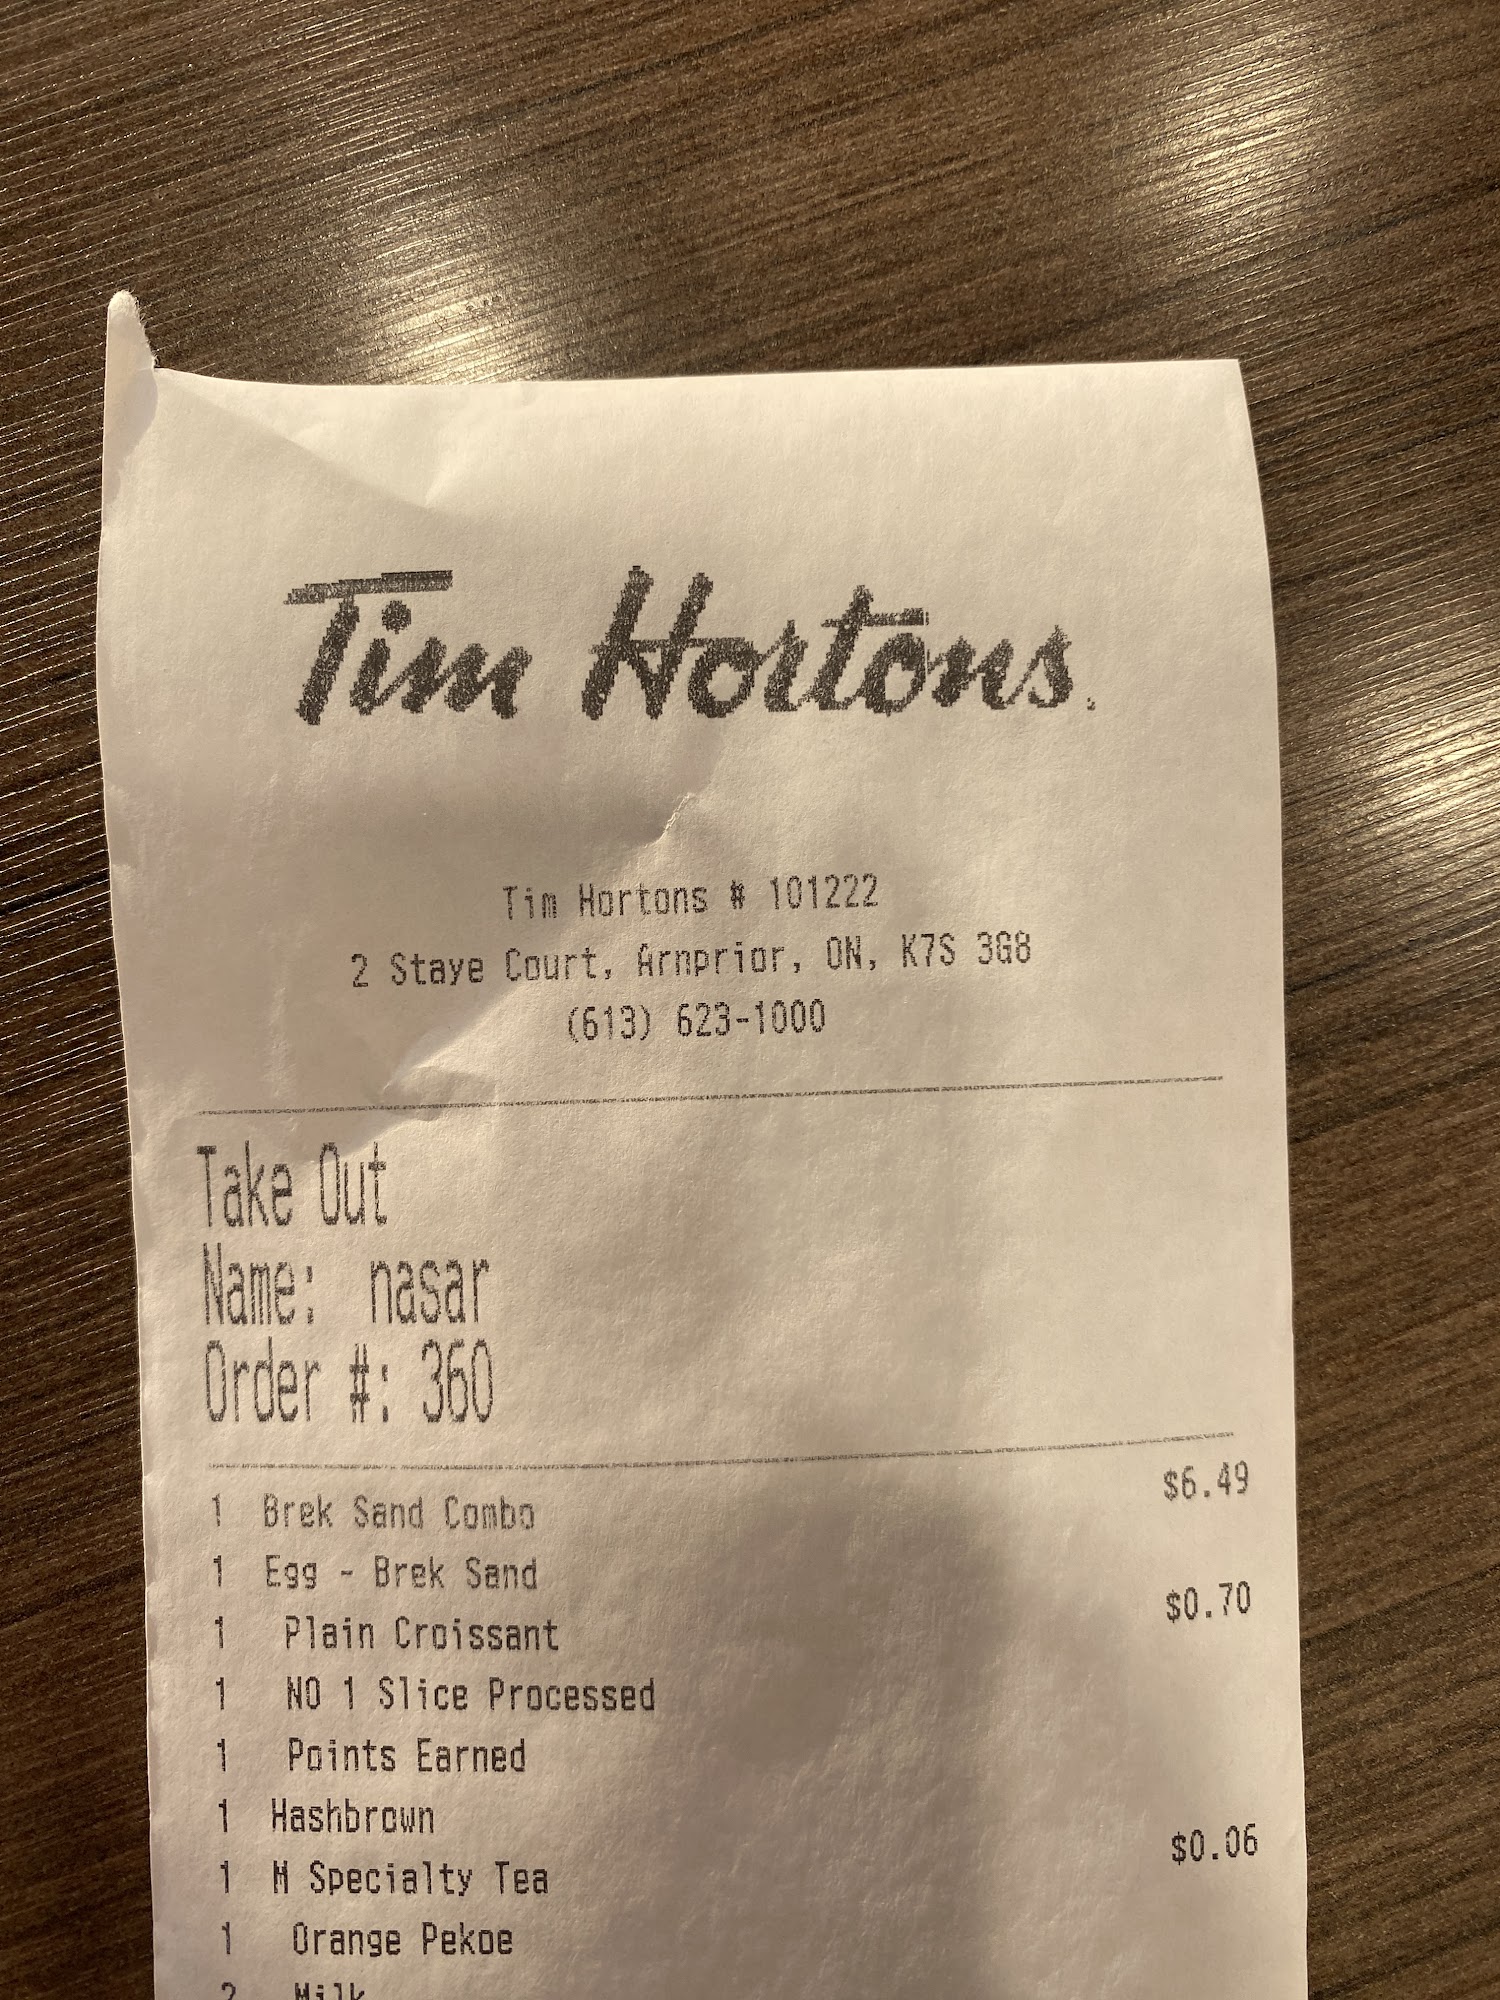 Tim Hortons.
Tim Hortons # 101222
2 Staye Court, Arnprior, ON, K7S 3G8
(613) 623-1000
Take Out
Name: nasar
Order #: 360
1 Brek Sand Combo $6.49
1 Egg - Brek Sand
1 Plain Croissant $0.70
1 NO 1 Slice Processed
1 Points Earned
1 Hashbrown
1 M Specialty Tea $0.06
1 Orange Pekoe
2 Milk